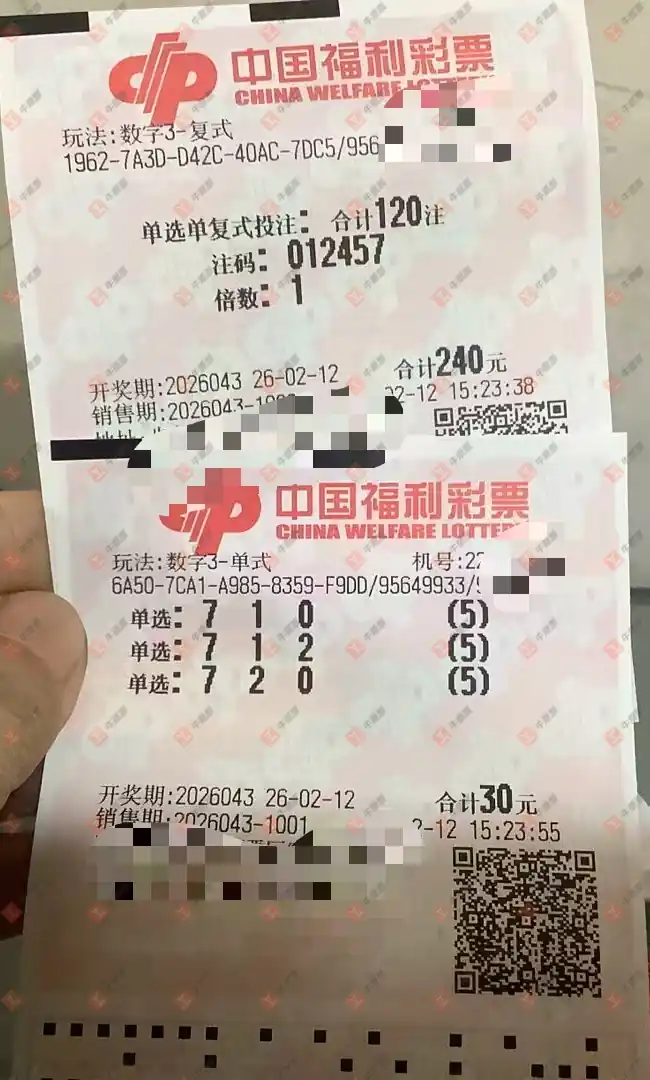 中国福利彩票
CHINA WELFARE LOTTERY
玩法:数字3-复式
1962-7A3D-D42C-40AC-7DC5/956
单选单复式投注: 合计120注
注码: 012457
倍数: 1
合计240元
开奖期:2026043 26-02-12
02-12 15:23:38
销售期:2026043-1
中国福利彩票
CHINA WELFARE LOTTERY
玩法:数字3-单式 机号:22
6A50-7CA1-A985-8359-F9DD/95649933/
单选: 7 1 0 (5)
单选: 7 1 2 (5)
单选: 7 2 0 (5)
开奖期:2026043 26-02-12 合计30元
销售期:2026043-1001 2-12 15:23:55